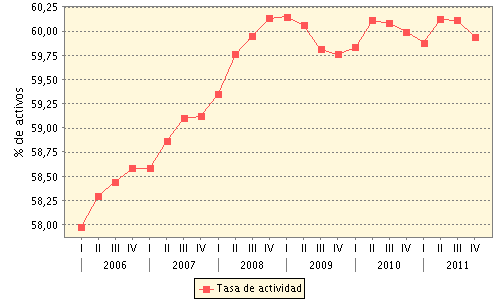 60,25
60,00
59,75
59,50
59,25
59,00
58,75
58,50
58,25
58,00
% de activos
I II III IV I II III IV I II III IV I II III IV I II III IV I II III IV
2006 2007 2008 2009 2010 2011
Tasa de actividad